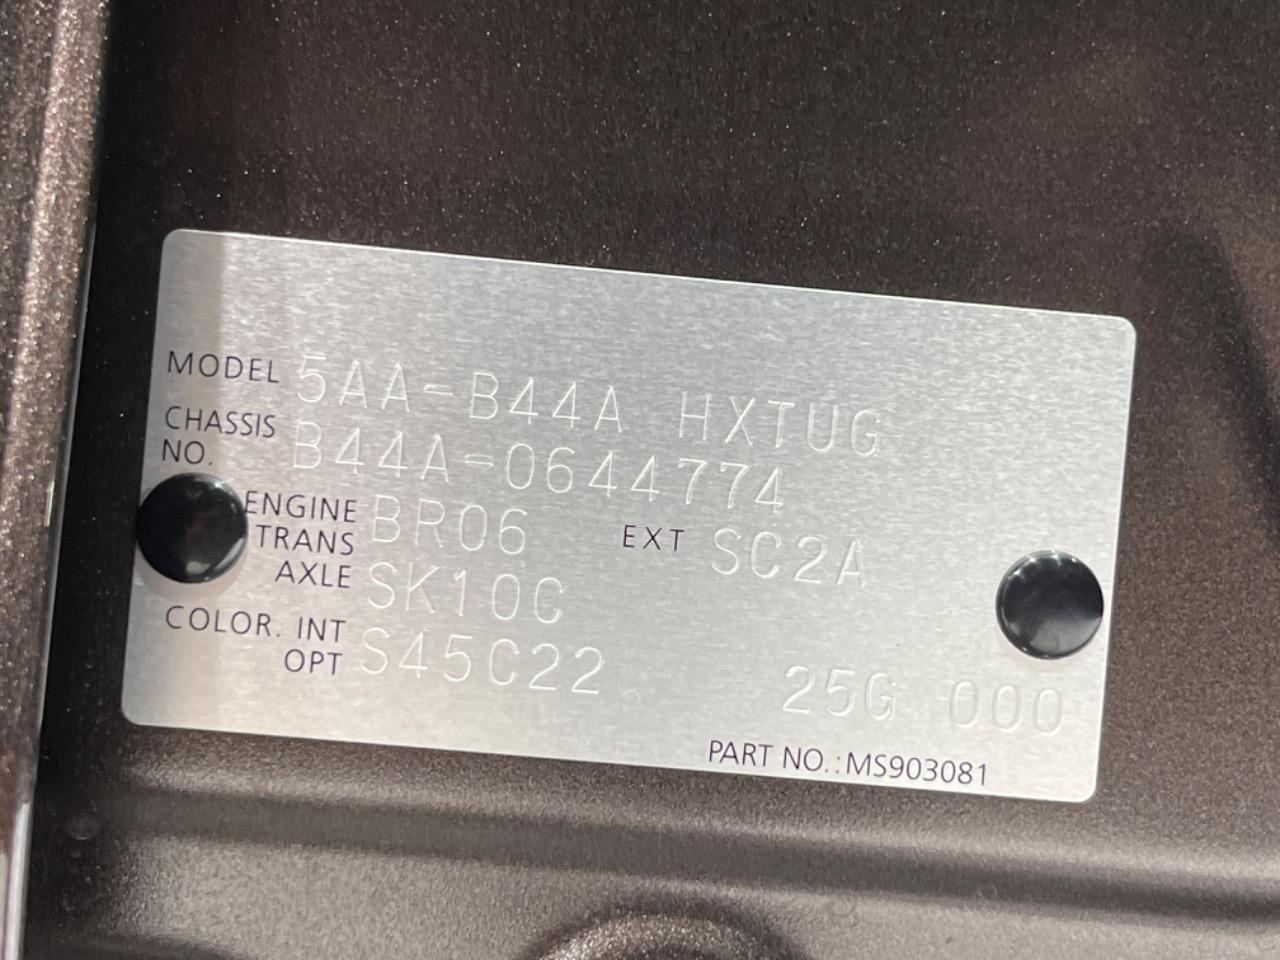 MODEL 5AA-B44A HXTUG
CHASSIS NO. B44A-0644774
ENGINE BR06 EXT SC2A
TRANS AXLE SK10C
COLOR. INT OPT S45C22 25G 000
PART NO.:MS903081